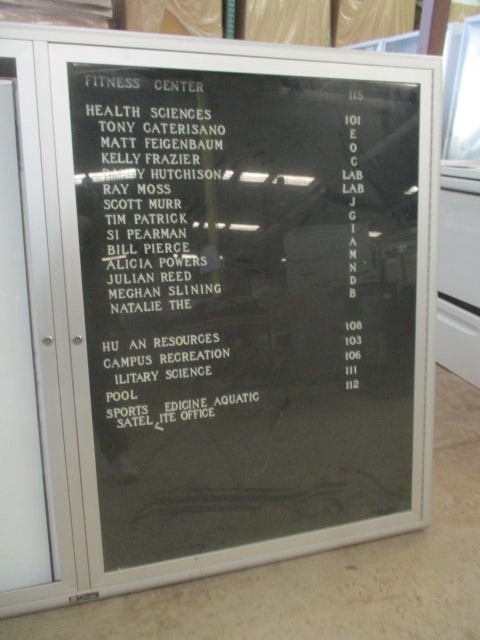 FITNESS CENTER 115
HEALTH SCIENCES 101
TONY CATERISANO E
MATT FEIGENBAUM O
KELLY FRAZIER C
RANDY HUTCHISON LAB
RAY MOSS LAB
SCOTT MURR J
TIM PATRICK G
SI PEARMAN I
BILL PIERCE A
ALICIA POWERS M
JULIAN REED N
MEGHAN SLINING D
NATALIE THE B
HU AN RESOURCES 108
CAMPUS RECREATION 103
ILITARY SCIENCE 106
POOL 111
SPORTS EDICINE AQUATIC 112
SATEL ITE OFFICE